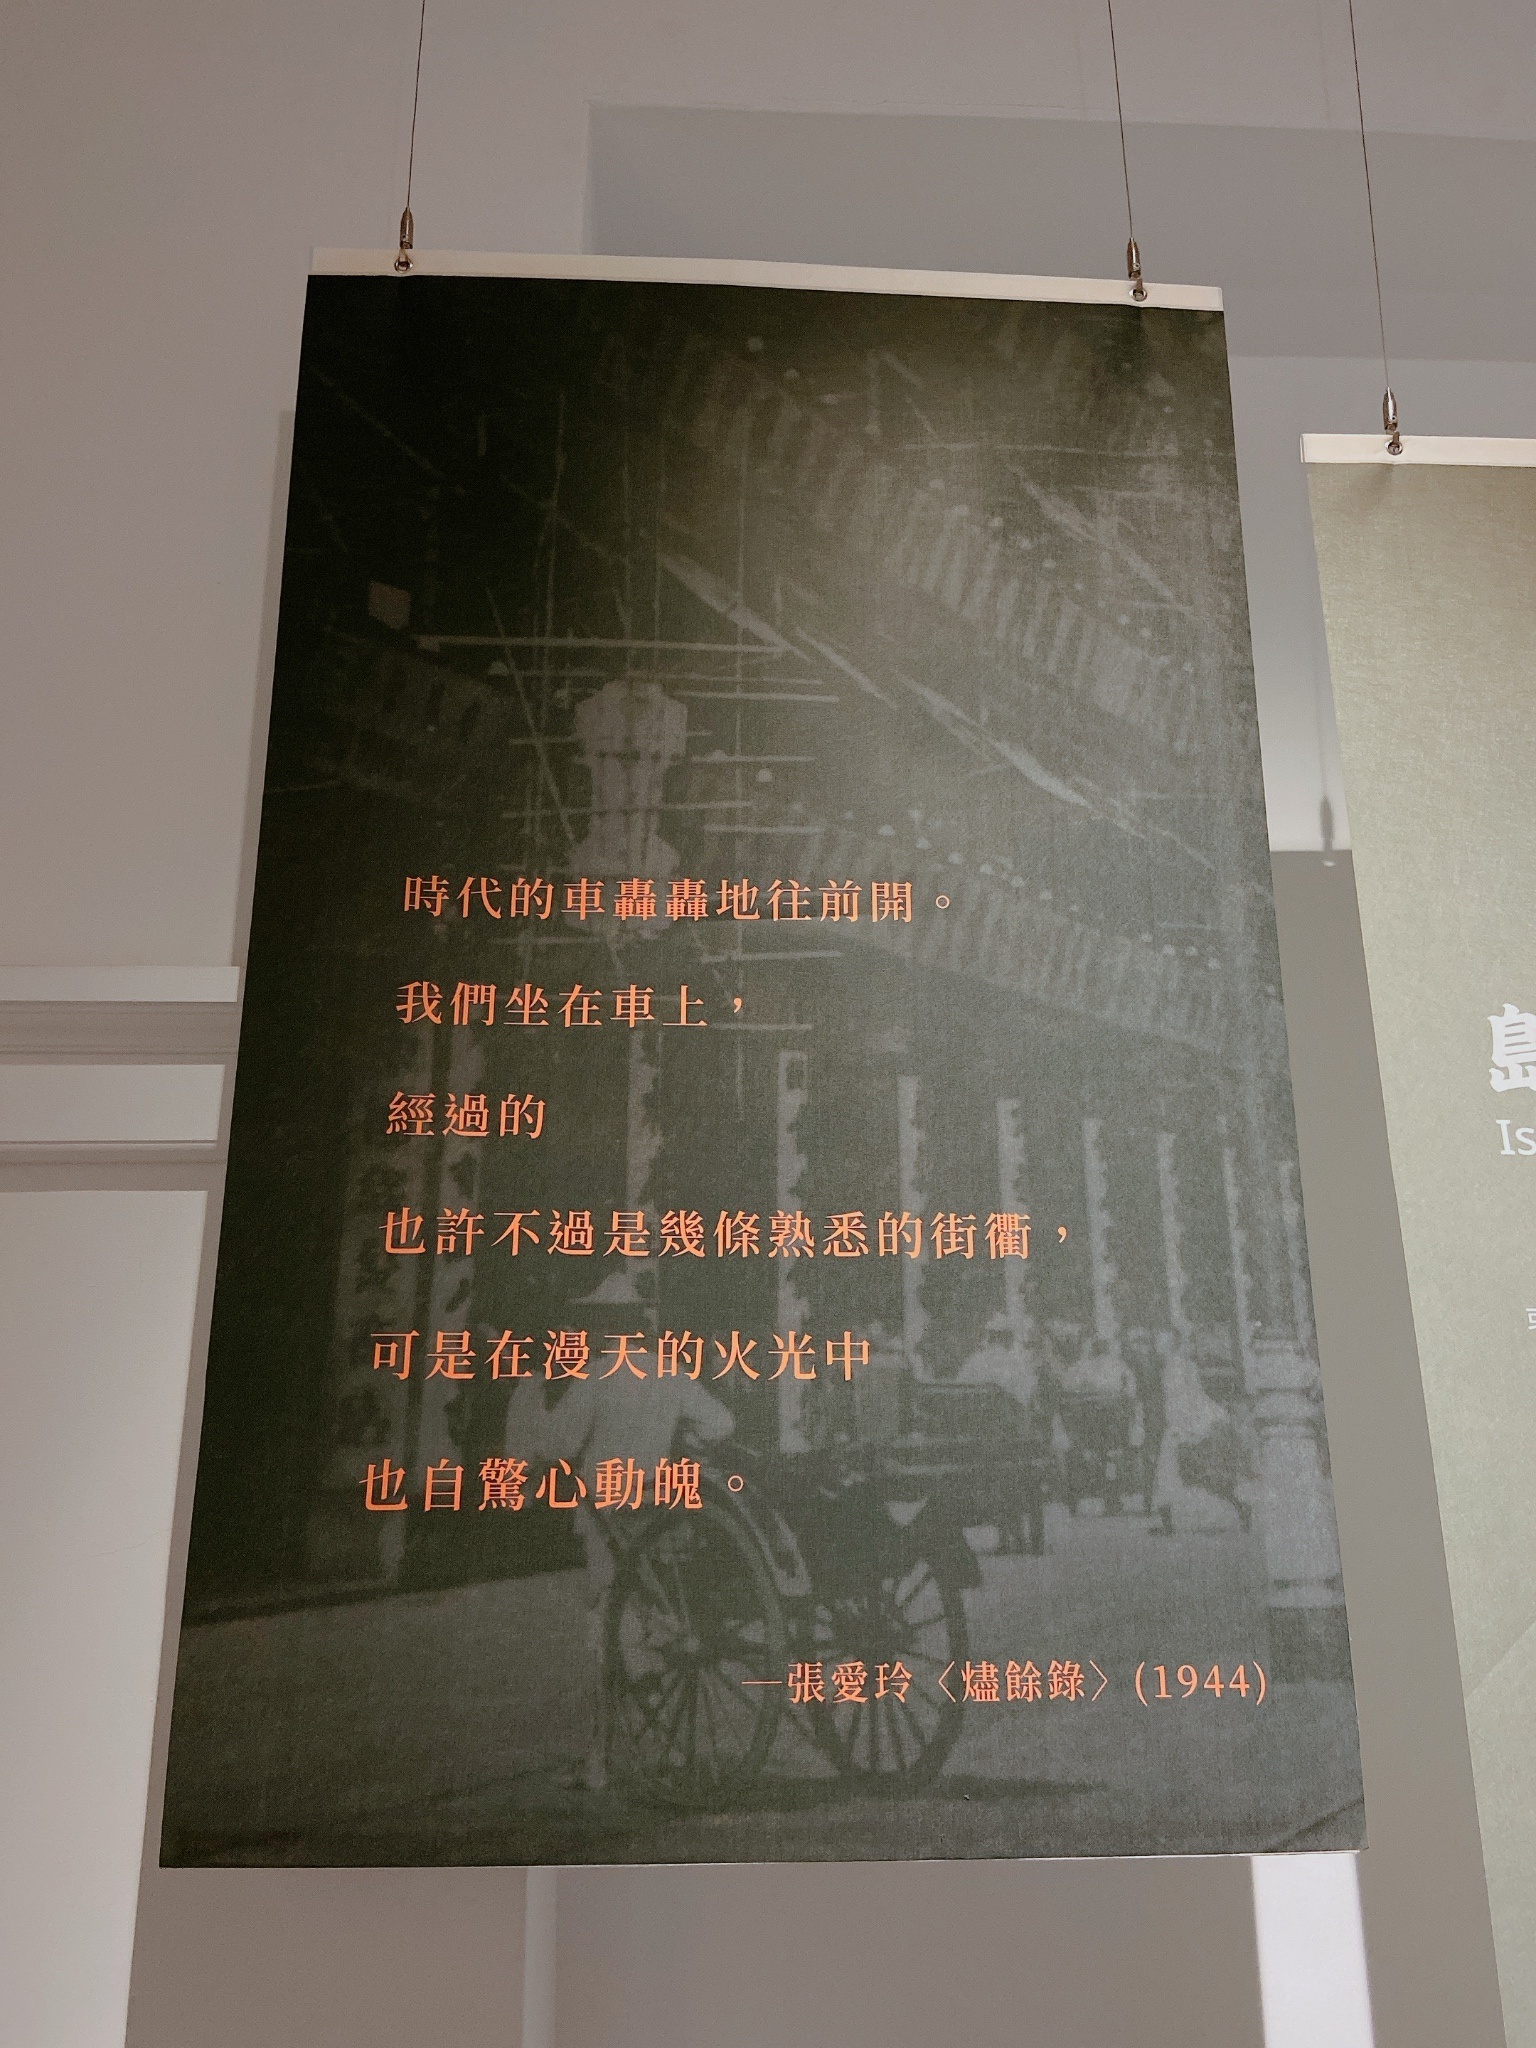 時代的車轟轟地往前開。
我們坐在車上，
經過的
也許不過是幾條熟悉的街衢，
可是在漫天的火光中
也自驚心動魄。
—張愛玲〈燼餘錄〉(1944)
島
Is